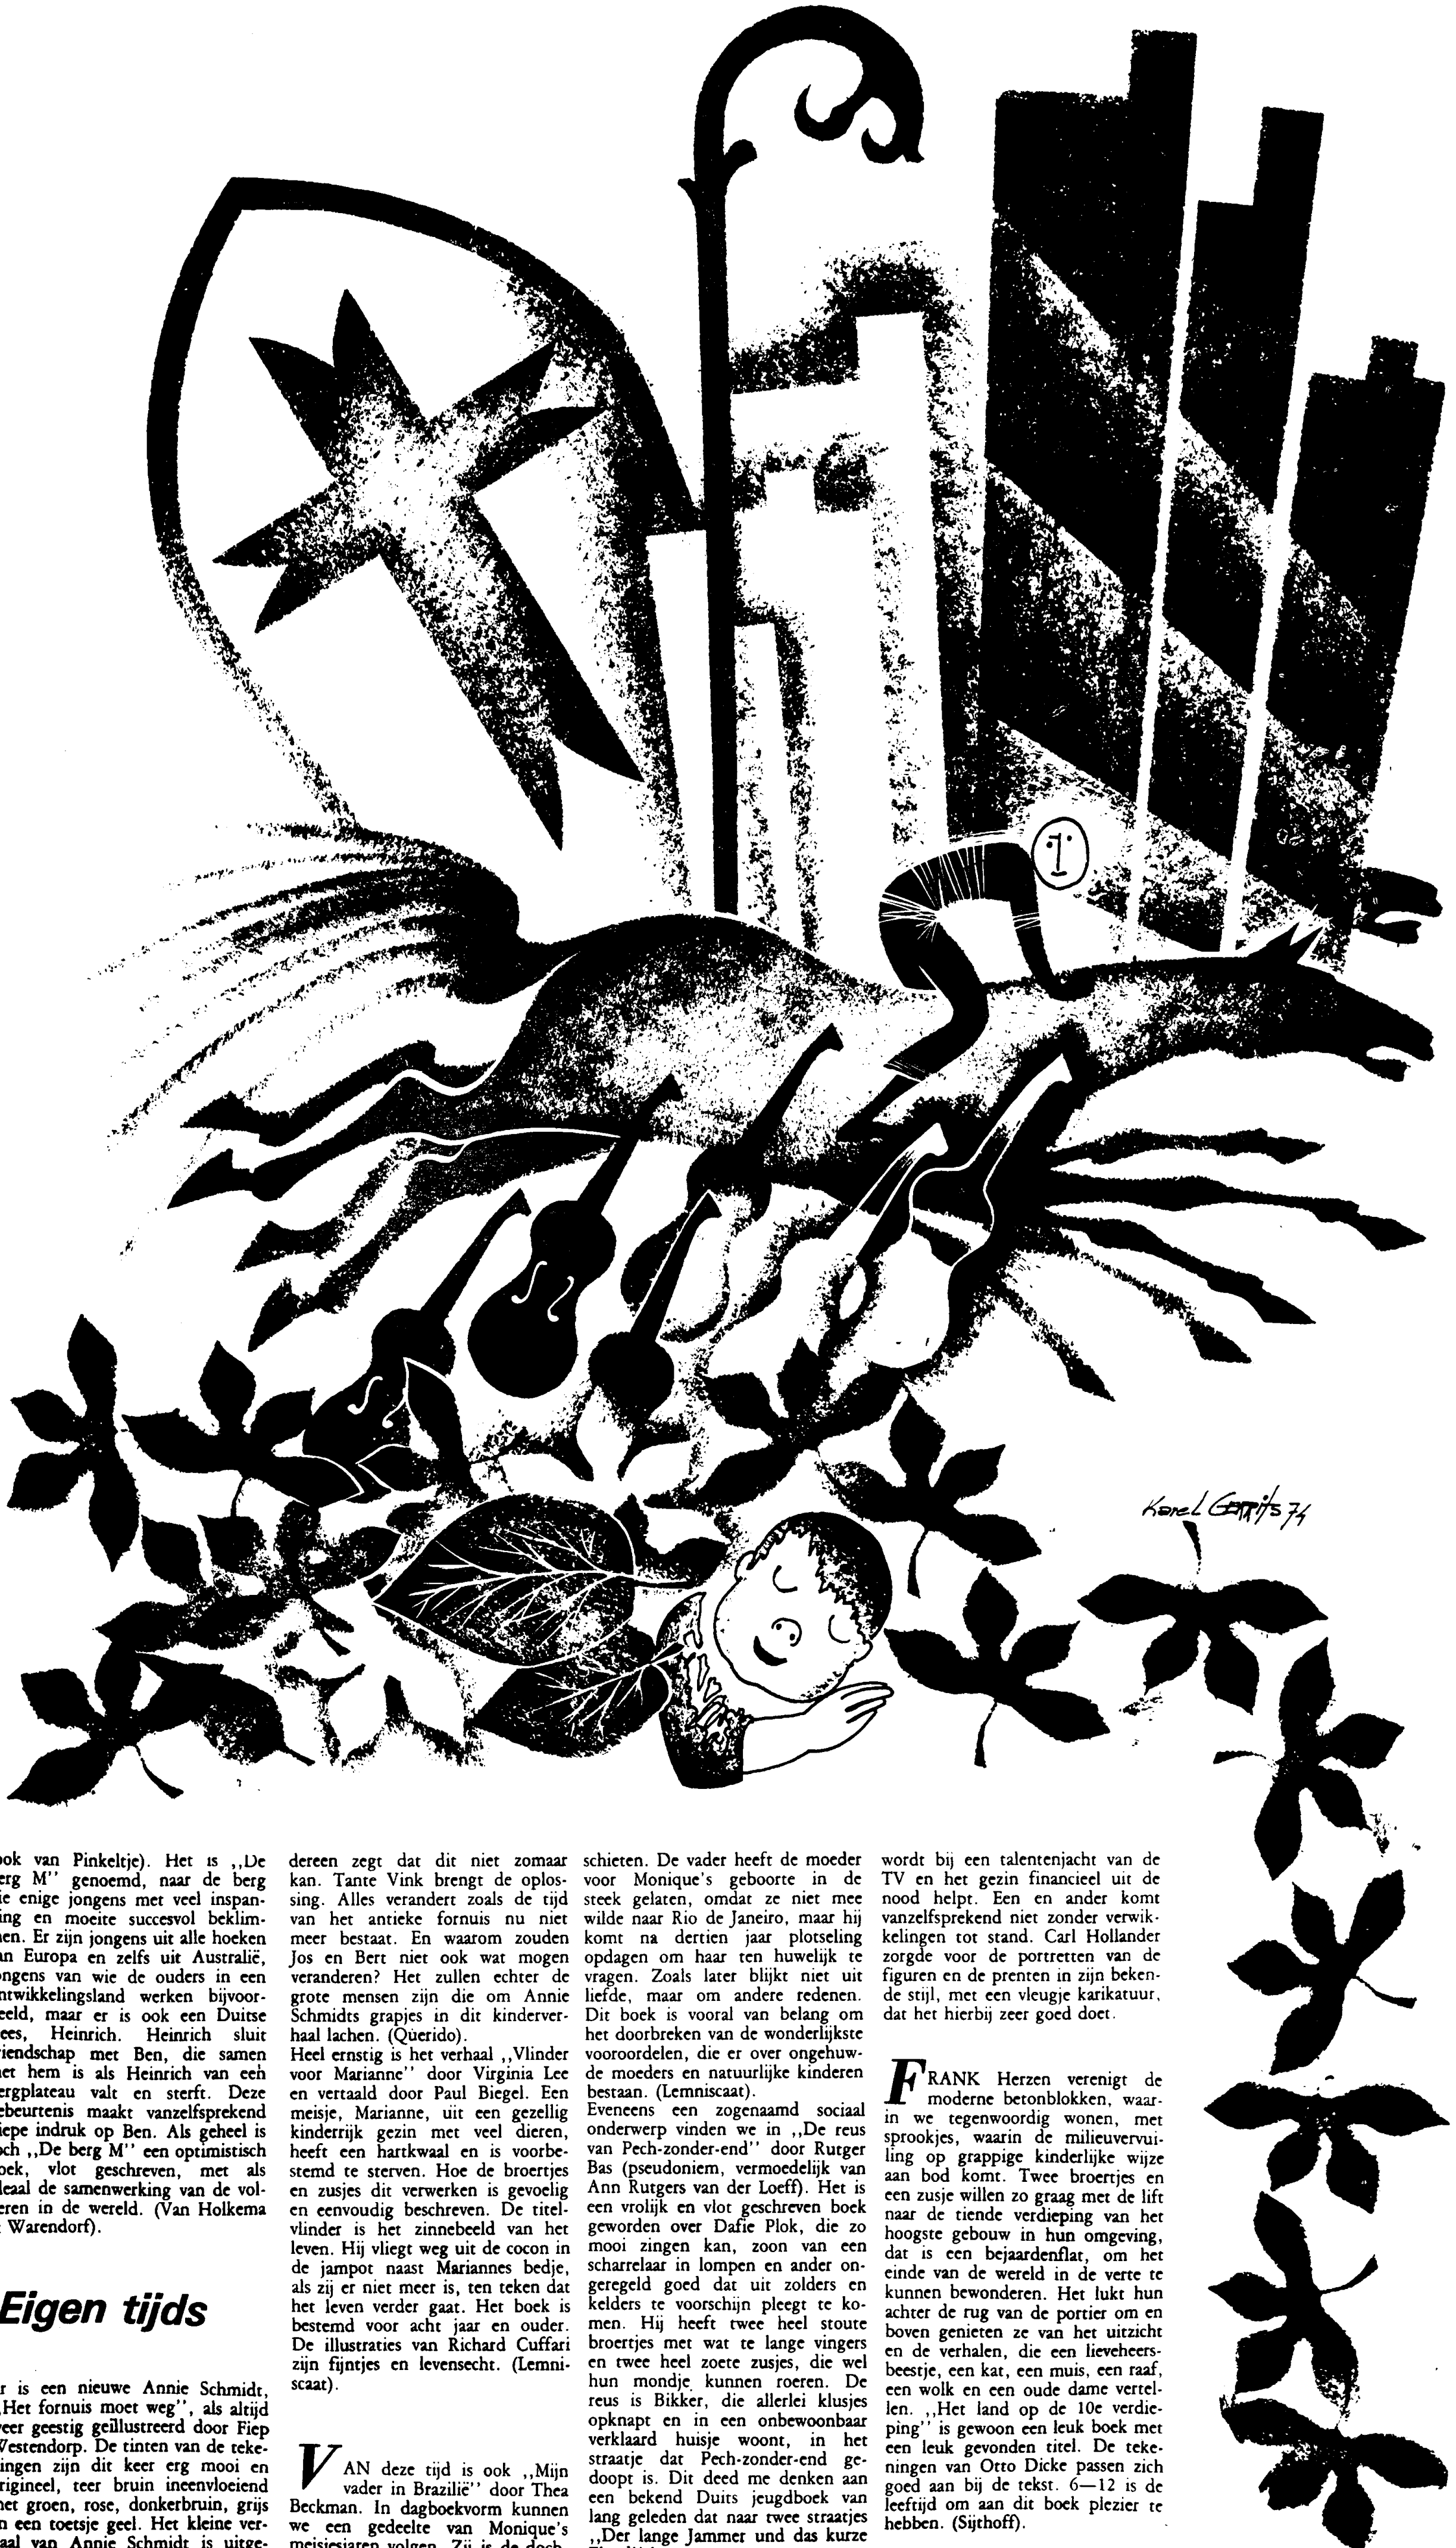 Karel Gerrits 74
ook van Pinkeltje). Het is ,,De
erg M'' genoemd, naar de berg
ie enige jongens met veel inspan-
ing en moeite succesvol beklim-
nen. Er zijn jongens uit alle hoeken
an Europa en zelfs uit Australië,
ongens van wie de ouders in een
ntwikkelingsland werken bijvoor-
eeld, maar er is ook een Duitse
ees, Heinrich. Heinrich sluit
riendschap met Ben, die samen
net hem is als Heinrich van een
ergplateau valt en sterft. Deze
ebeurtenis maakt vanzelfsprekend
iepe indruk op Ben. Als geheel is
och ,,De berg M'' een optimistisch
oek, vlot geschreven, met als
deaal de samenwerking van de vol-
eren in de wereld. (Van Holkema
Warendorf).
Eigen tijds
r is een nieuwe Annie Schmidt,
,Het fornuis moet weg'', als altijd
eer geestig geïllustreerd door Fiep
Westendorp. De tinten van de teke-
ingen zijn dit keer erg mooi en
rigineel, teer bruin ineenvloeiend
net groen, rose, donkerbruin, grijs
n een toetsje geel. Het kleine ver-
aal van Annie Schmidt is uitge-
dereen zegt dat dit niet zomaar
kan. Tante Vink brengt de oplos-
sing. Alles verandert zoals de tijd
van het antieke fornuis nu niet
meer bestaat. En waarom zouden
Jos en Bert niet ook wat mogen
veranderen? Het zullen echter de
grote mensen zijn die om Annie
Schmidts grapjes in dit kinderver-
haal lachen. (Querido).
Heel ernstig is het verhaal ,,Vlinder
voor Marianne'' door Virginia Lee
en vertaald door Paul Biegel. Een
meisje, Marianne, uit een gezellig
kinderrijk gezin met veel dieren,
heeft een hartkwaal en is voorbe-
stemd te sterven. Hoe de broertjes
en zusjes dit verwerken is gevoelig
en eenvoudig beschreven. De titel-
vlinder is het zinnebeeld van het
leven. Hij vliegt weg uit de cocon in
de jampot naast Mariannes bedje,
als zij er niet meer is, ten teken dat
het leven verder gaat. Het boek is
bestemd voor acht jaar en ouder.
De illustraties van Richard Cuffari
zijn fijntjes en levensecht. (Lemni-
scaat).
VAN deze tijd is ook ,,Mijn
vader in Brazilië'' door Thea
Beckman. In dagboekvorm kunnen
we een gedeelte van Monique's
meisjesjaren volgen. Zij is de doch-
schieten. De vader heeft de moeder
voor Monique's geboorte in de
steek gelaten, omdat ze niet mee
wilde naar Rio de Janeiro, maar hij
komt na dertien jaar plotseling
opdagen om haar ten huwelijk te
vragen. Zoals later blijkt niet uit
liefde, maar om andere redenen.
Dit boek is vooral van belang om
het doorbreken van de wonderlijkste
vooroordelen, die er over ongehuw-
de moeders en natuurlijke kinderen
bestaan. (Lemniscaat).
Eveneens een zogenaamd sociaal
onderwerp vinden we in ,,De reus
van Pech-zonder-end'' door Rutger
Bas (pseudoniem, vermoedelijk van
Ann Rutgers van der Loeff). Het is
een vrolijk en vlot geschreven boek
geworden over Dafie Plok, die zo
mooi zingen kan, zoon van een
scharrelaar in lompen en ander on-
geregeld goed dat uit zolders en
kelders te voorschijn pleegt te ko-
men. Hij heeft twee heel stoute
broertjes met wat te lange vingers
en twee heel zoete zusjes, die wel
hun mondje kunnen roeren. De
reus is Bikker, die allerlei klusjes
opknapt en in een onbewoonbaar
verklaard huisje woont, in het
straatje dat Pech-zonder-end ge-
doopt is. Dit deed me denken aan
een bekend Duits jeugdboek van
lang geleden dat naar twee straatjes
,,Der lange Jammer und das kurze
wordt bij een talentenjacht van de
TV en het gezin financieel uit de
nood helpt. Een en ander komt
vanzelfsprekend niet zonder verwik-
kelingen tot stand. Carl Hollander
zorgde voor de portretten van de
figuren en de prenten in zijn beken-
de stijl, met een vleugje karikatuur,
dat het hierbij zeer goed doet.
FRANK Herzen verenigt de
moderne betonblokken, waar-
in we tegenwoordig wonen, met
sprookjes, waarin de milieuvervui-
ling op grappige kinderlijke wijze
aan bod komt. Twee broertjes en
een zusje willen zo graag met de lift
naar de tiende verdieping van het
hoogste gebouw in hun omgeving,
dat is een bejaardenflat, om het
einde van de wereld in de verte te
kunnen bewonderen. Het lukt hun
achter de rug van de portier om en
boven genieten ze van het uitzicht
en de verhalen, die een lieveheers-
beestje, een kat, een muis, een raaf,
een wolk en een oude dame vertel-
len. ,,Het land op de 10e verdie-
ping'' is gewoon een leuk boek met
een leuk gevonden titel. De teke-
ningen van Otto Dicke passen zich
goed aan bij de tekst. 6—12 is de
leeftijd om aan dit boek plezier te
hebben. (Sijthoff).